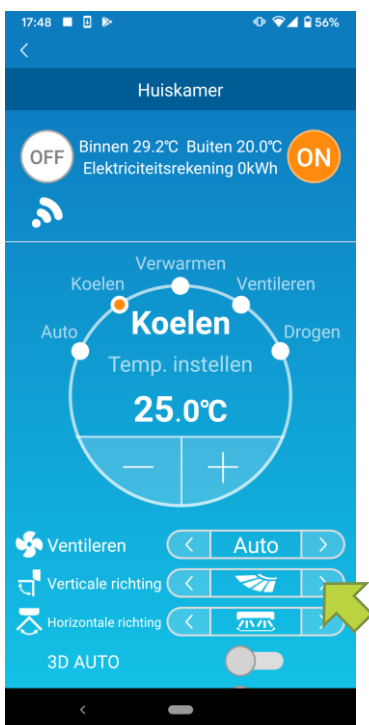 17:48 56%
Huiskamer
OFF
Binnen 29.2℃ Buiten 20.0℃
Elektriciteitsrekening 0kWh
ON
Verwarmen
Koelen Ventileren
Auto Koelen Drogen
Temp. instellen
25.0℃
Ventileren Auto
Verticale richting
Horizontale richting
3D AUTO